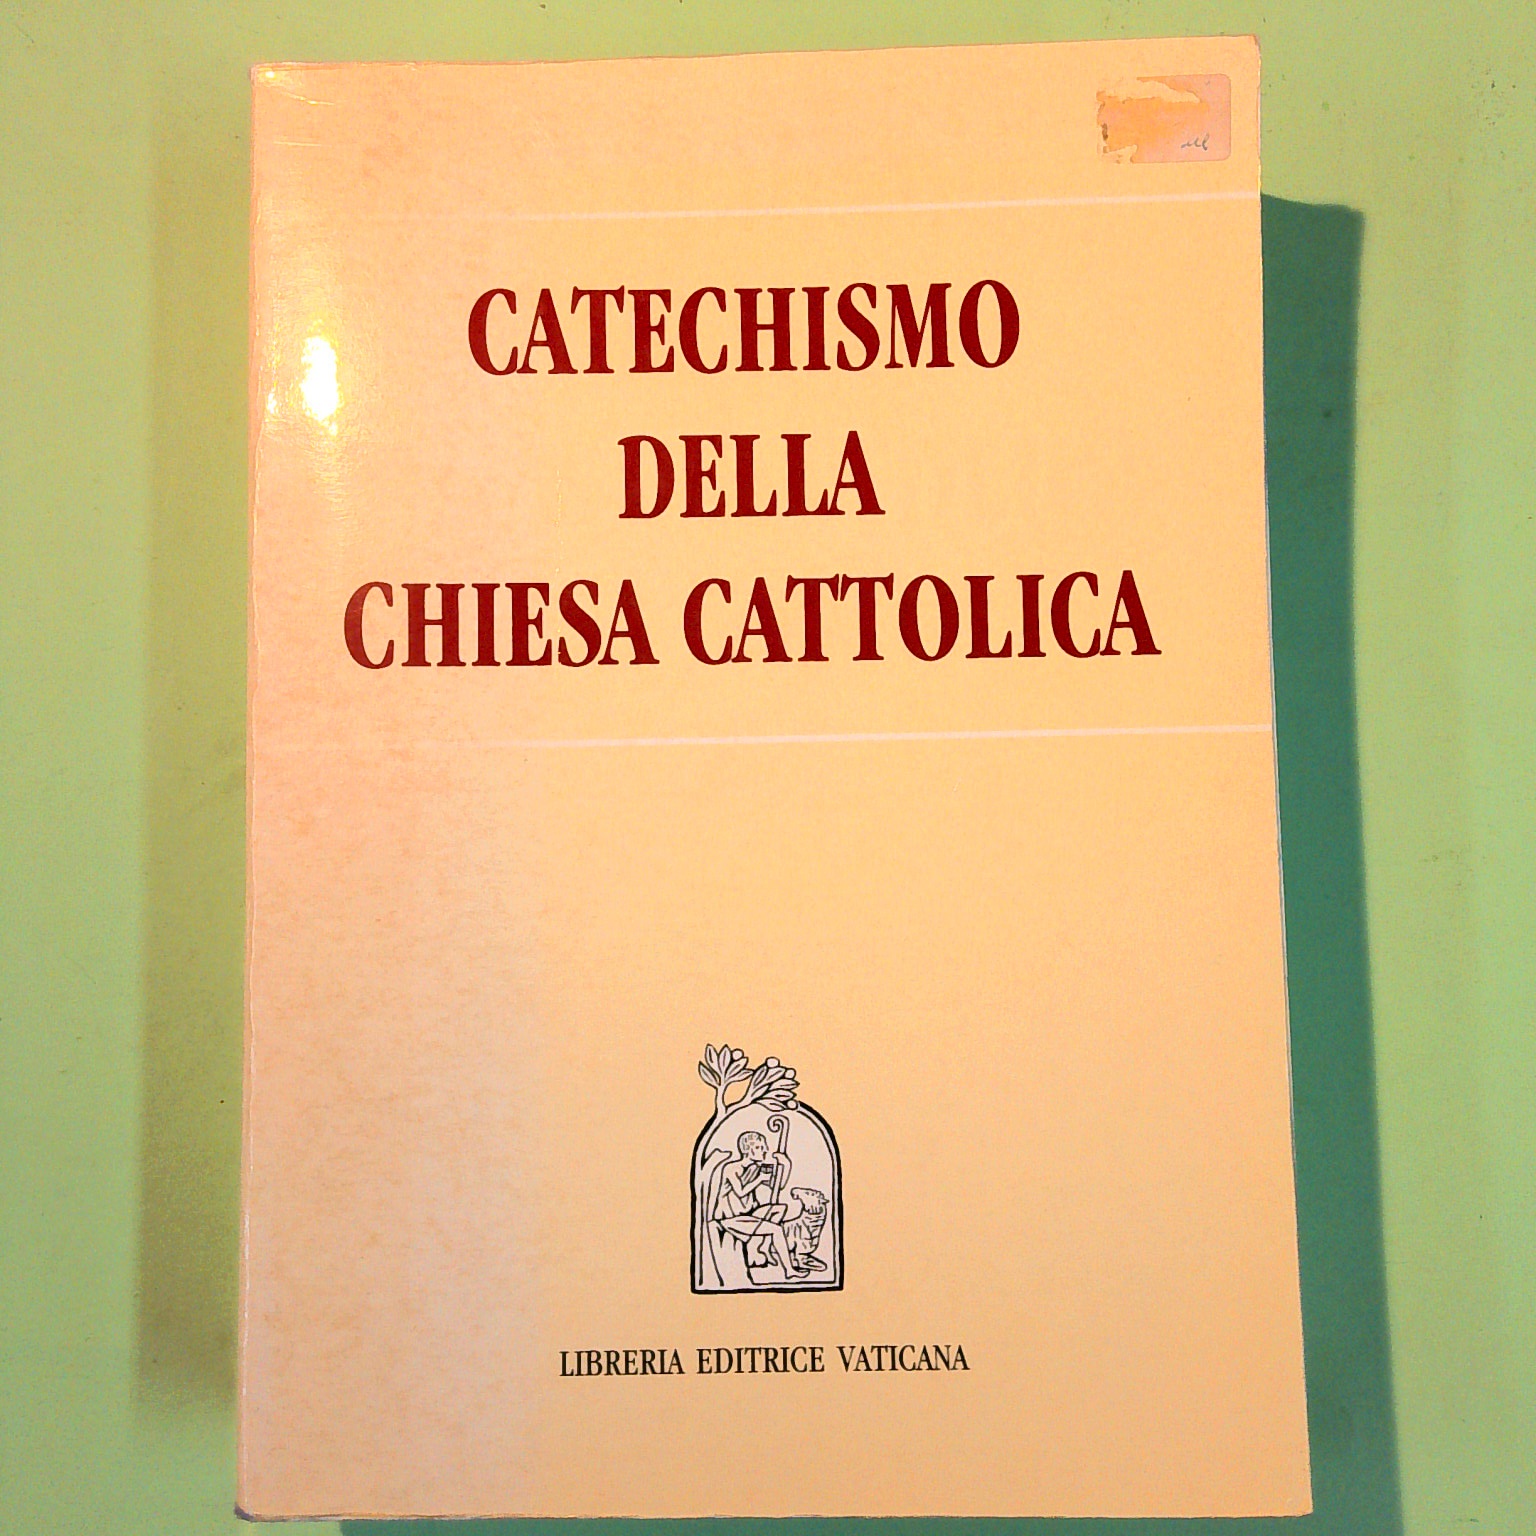 CATECHISMO
DELLA
CHIESA CATTOLICA
LIBRERIA EDITRICE VATICANA